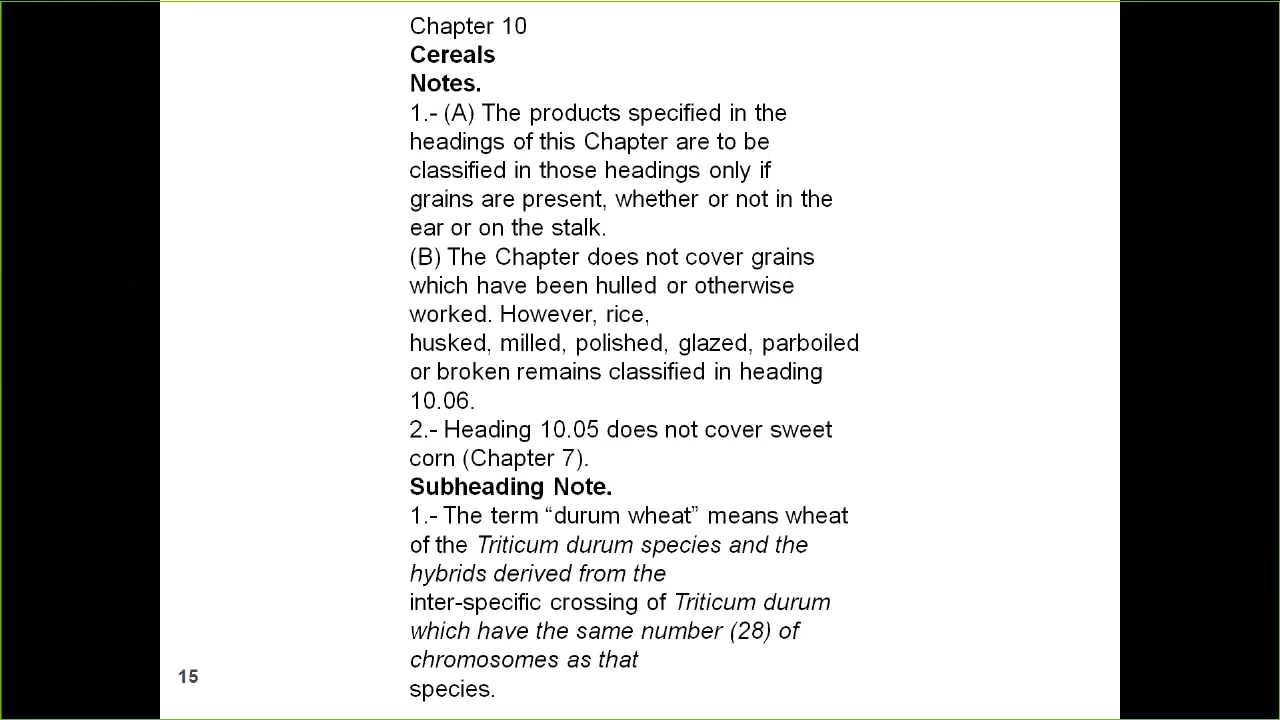 Chapter 10
Cereals
Notes.
1.- (A) The products specified in the
headings of this Chapter are to be
classified in those headings only if
grains are present, whether or not in the
ear or on the stalk.
(B) The Chapter does not cover grains
which have been hulled or otherwise
worked. However, rice,
husked, milled, polished, glazed, parboiled
or broken remains classified in heading
10.06.
2.- Heading 10.05 does not cover sweet
corn (Chapter 7).
Subheading Note.
1.- The term “durum wheat” means wheat
of the Triticum durum species and the
hybrids derived from the
inter-specific crossing of Triticum durum
which have the same number (28) of
chromosomes as that
species.
15